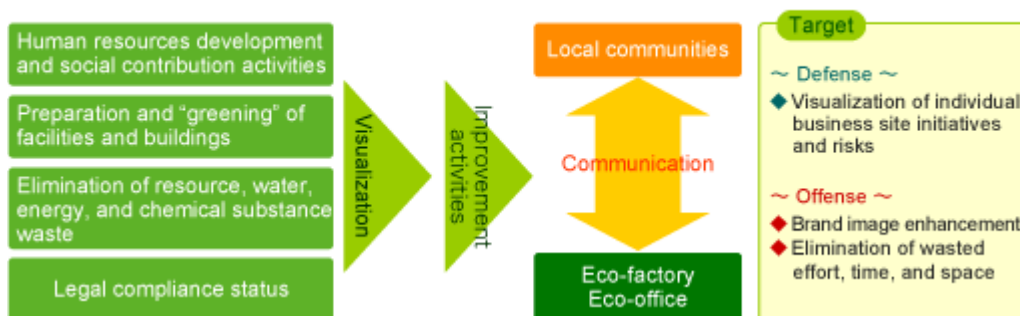 Human resources development
and social contribution activities
Preparation and “greening” of
facilities and buildings
Elimination of resource, water,
energy, and chemical substance
waste
Legal compliance status
Visualization
Improvement
activities
Local communities
Communication
Eco-factory
Eco-office
Target
～ Defense ～
◆ Visualization of individual
business site initiatives
and risks
～ Offense ～
◆ Brand image enhancement
◆ Elimination of wasted
effort, time, and space